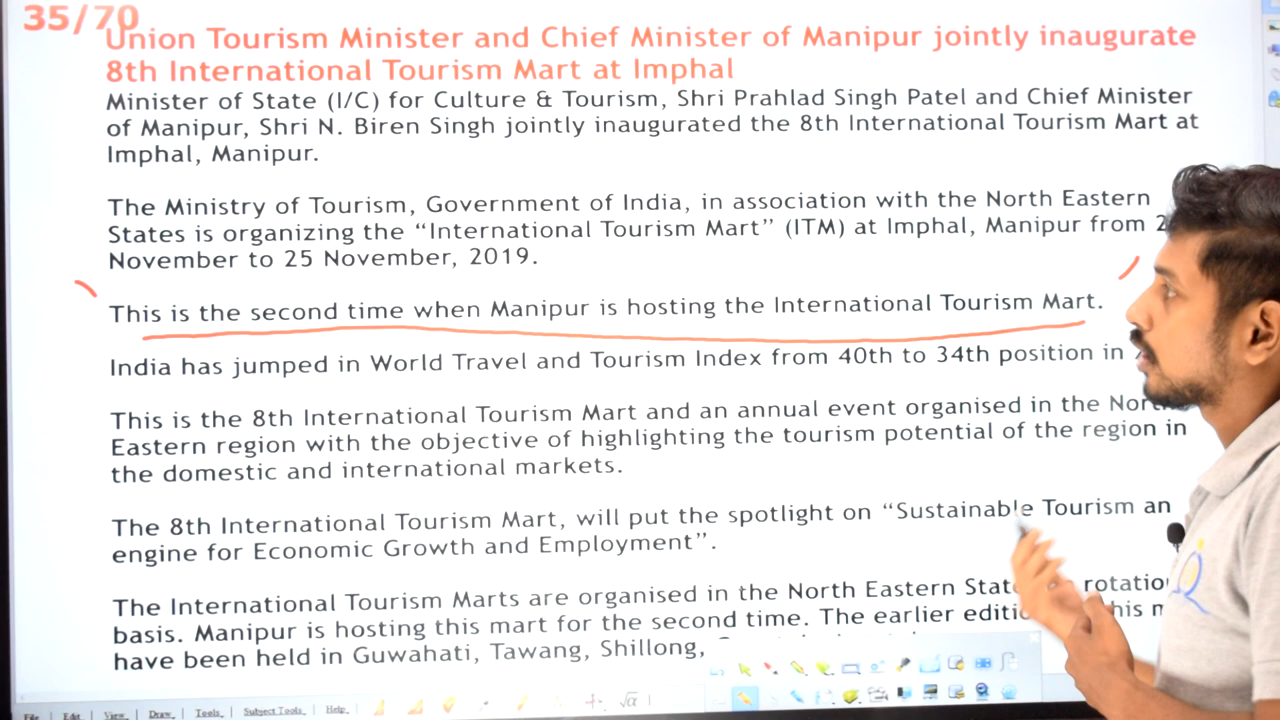 35/70
Union Tourism Minister and Chief Minister of Manipur jointly inaugurate
8th International Tourism Mart at Imphal
Minister of State (I/C) for Culture & Tourism, Shri Prahlad Singh Patel and Chief Minister
of Manipur, Shri N. Biren Singh jointly inaugurated the 8th International Tourism Mart at
Imphal, Manipur.
The Ministry of Tourism, Government of India, in association with the North Eastern
States is organizing the “International Tourism Mart” (ITM) at Imphal, Manipur from
November to 25 November, 2019.
This is the second time when Manipur is hosting the International Tourism Mart.
India has jumped in World Travel and Tourism Index from 40th to 34th position in
This is the 8th International Tourism Mart and an annual event organised in the
Eastern region with the objective of highlighting the tourism potential of the region in
the domestic and international markets.
The 8th International Tourism Mart, will put the spotlight on “Sustainable Tourism an
engine for Economic Growth and Employment”.
The International Tourism Marts are organised in the North Eastern
basis. Manipur is hosting this mart for the second time. The earlier
have been held in Guwahati, Tawang, Shillong,
File Edit View Draw Tools Subject Tools Help